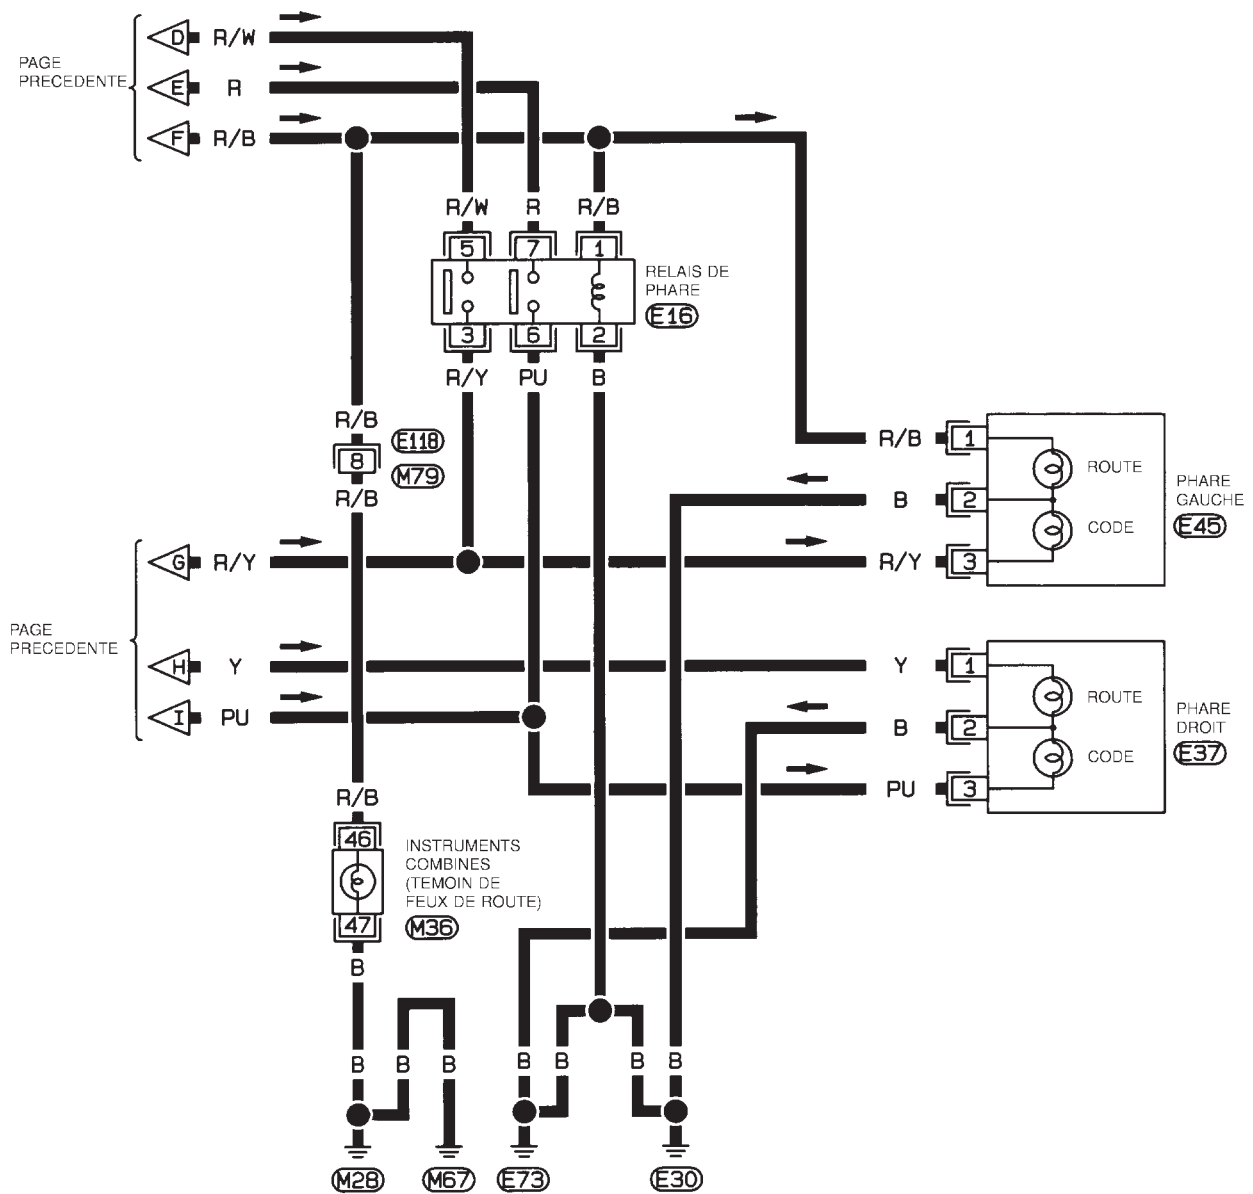 D R/W
PAGE
PRECEDENTE
E R
F R/B
R/W R R/B
5 7 1
RELAIS DE
PHARE
E16
3 6 2
R/Y PU B
R/B
E118
8
M79
R/B
R/B 1
ROUTE
B 2
CODE
R/Y 3
PHARE
GAUCHE
E45
G R/Y
PAGE
PRECEDENTE
H Y
I PU
Y 1
ROUTE
B 2
CODE
PU 3
PHARE
DROIT
E37
R/B
46
47
INSTRUMENTS
COMBINES
(TEMOIN DE
FEUX DE ROUTE)
M36
B
B B B B B B B
M28 M67 E73 E30